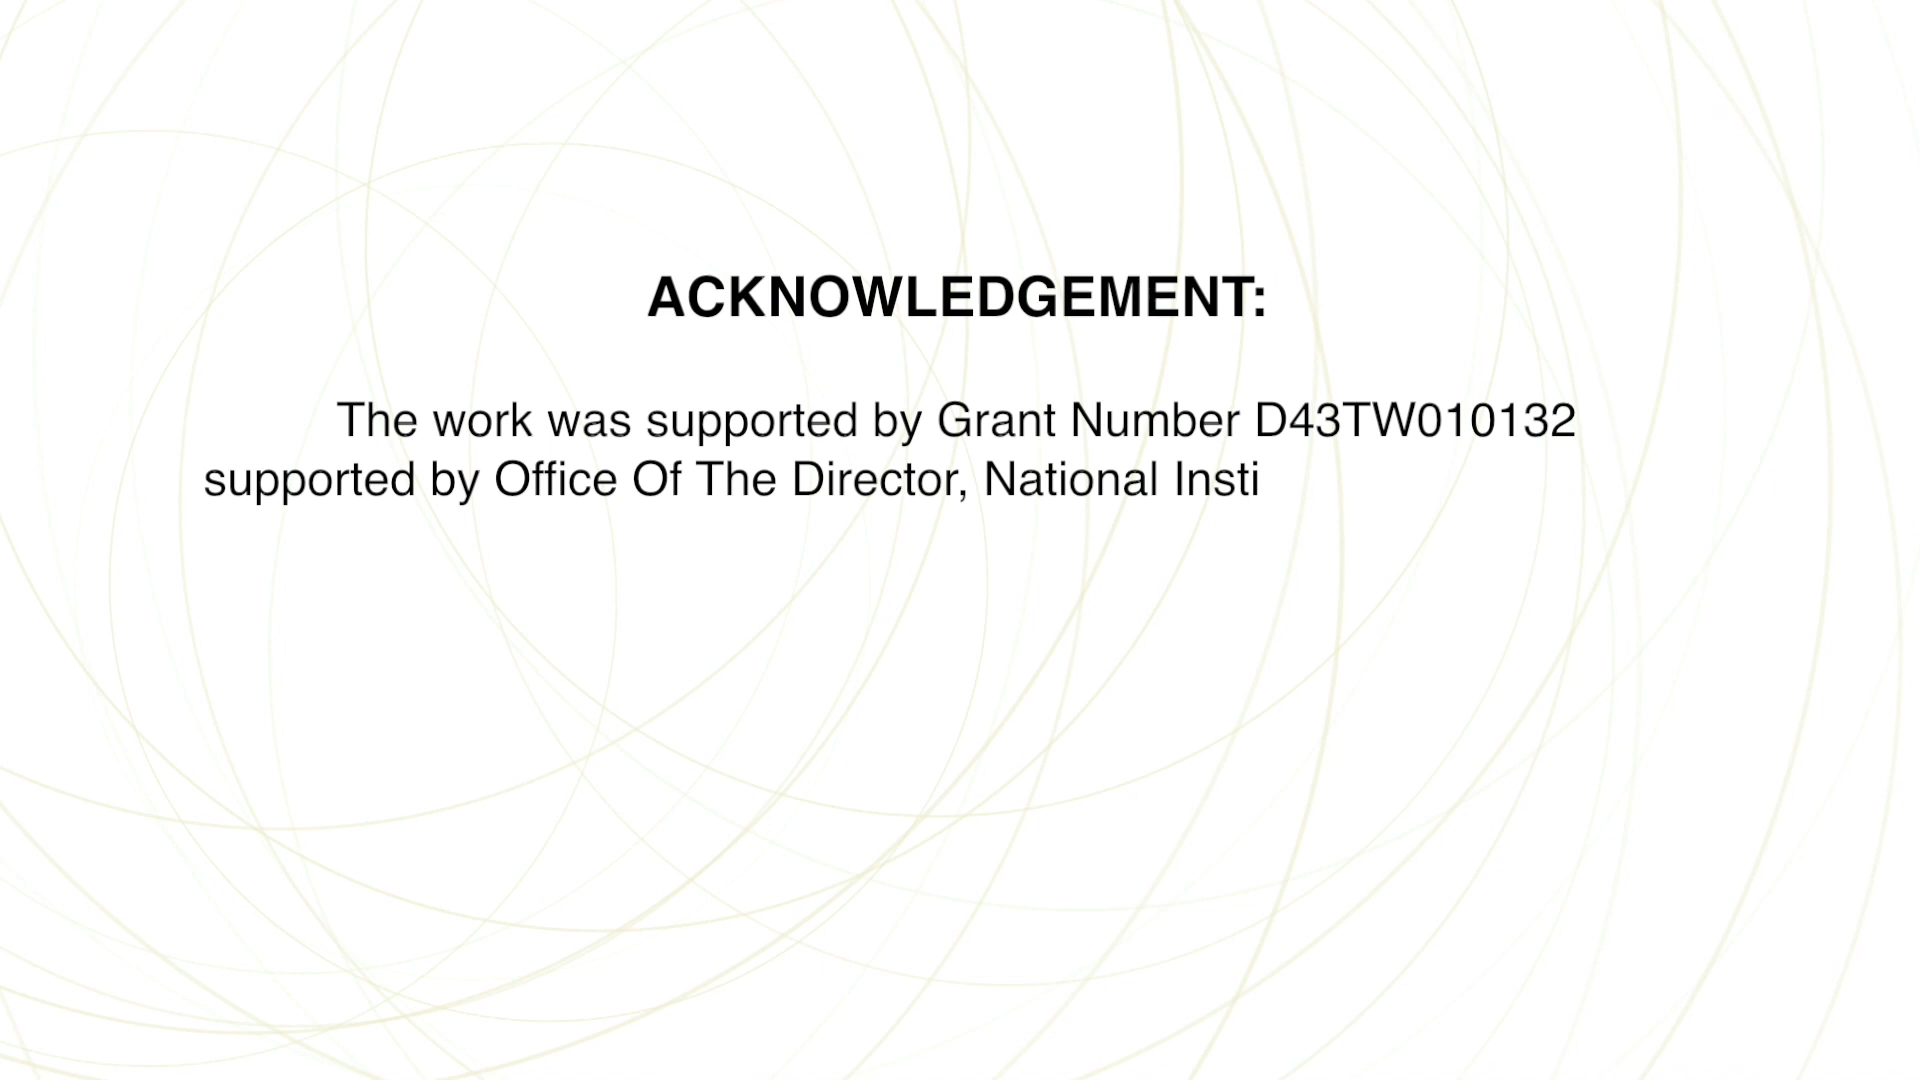 ACKNOWLEDGEMENT:
The work was supported by Grant Number D43TW010132
supported by Office Of The Director, National Insti